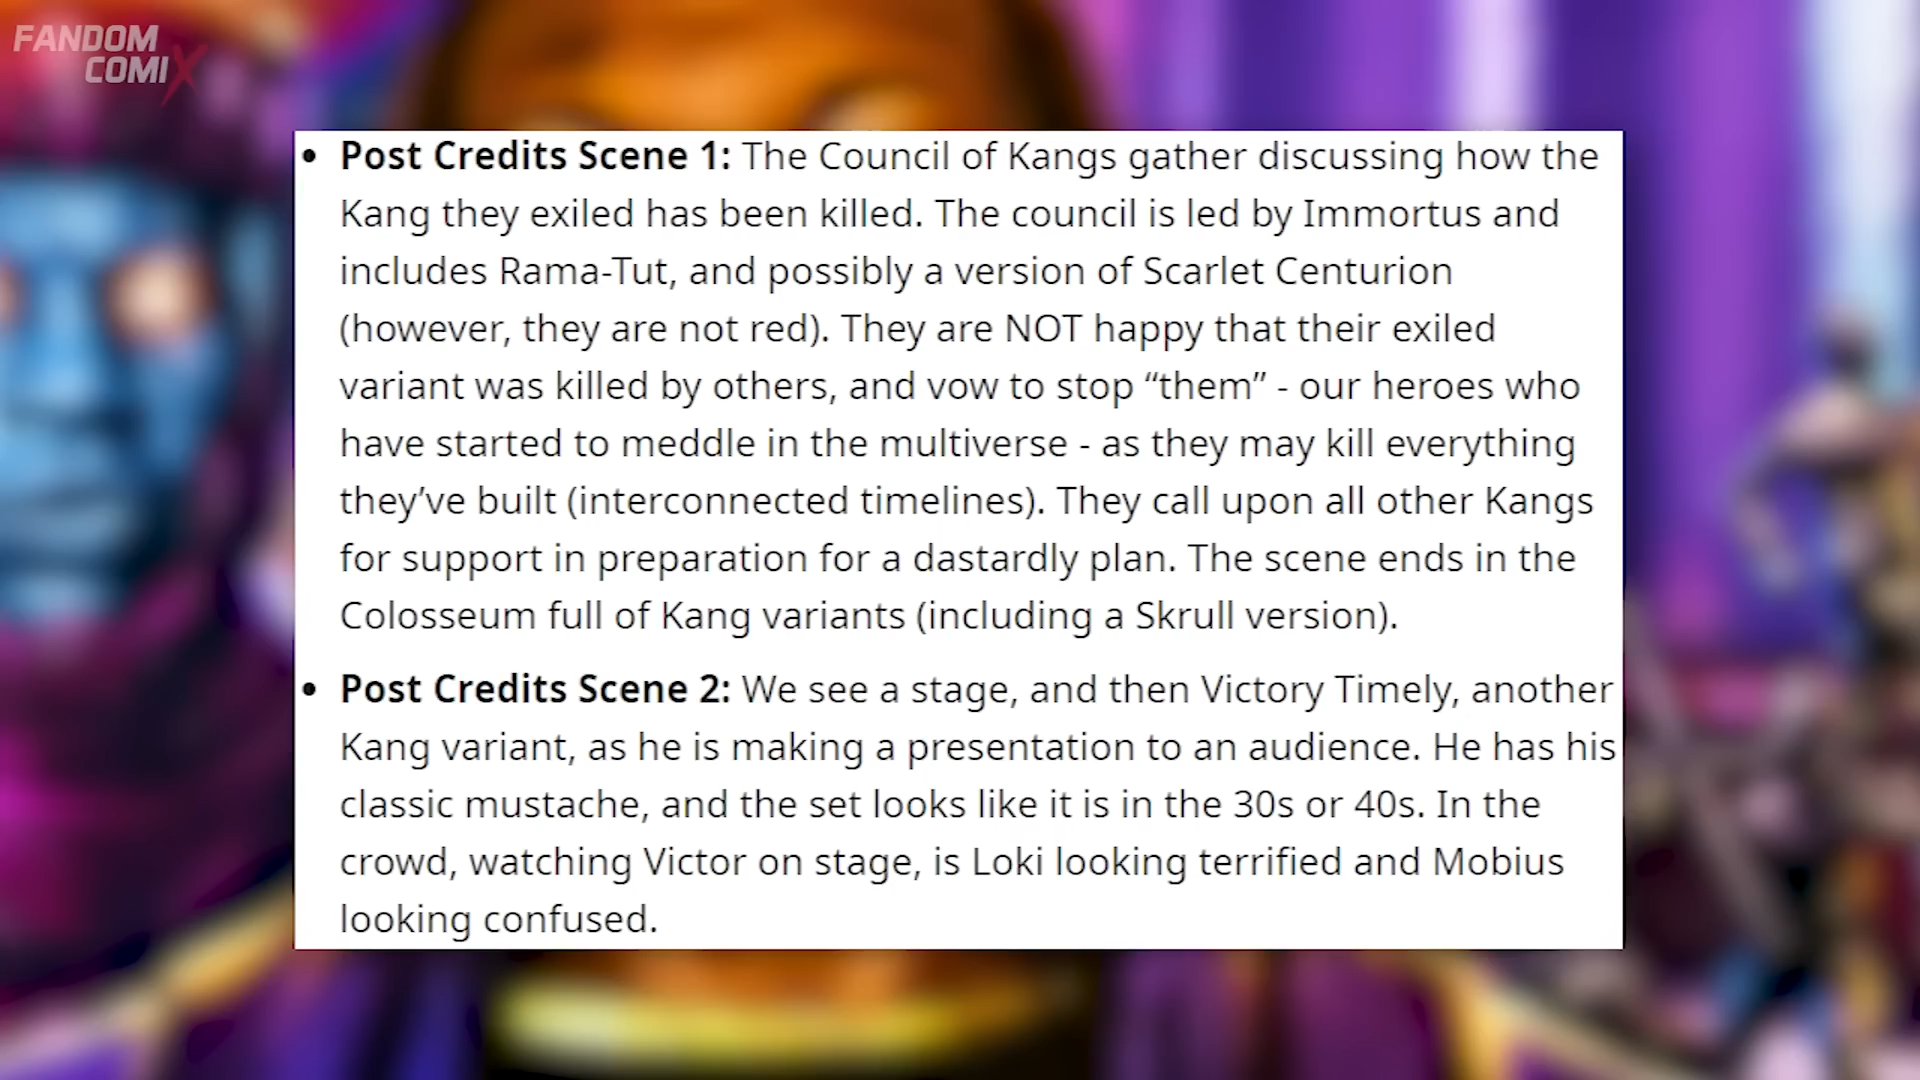 FANDOM
COMIX
• Post Credits Scene 1: The Council of Kangs gather discussing how the
Kang they exiled has been killed. The council is led by Immortus and
includes Rama-Tut, and possibly a version of Scarlet Centurion
(however, they are not red). They are NOT happy that their exiled
variant was killed by others, and vow to stop “them” - our heroes who
have started to meddle in the multiverse - as they may kill everything
they’ve built (interconnected timelines). They call upon all other Kangs
for support in preparation for a dastardly plan. The scene ends in the
Colosseum full of Kang variants (including a Skrull version).
• Post Credits Scene 2: We see a stage, and then Victory Timely, another
Kang variant, as he is making a presentation to an audience. He has his
classic mustache, and the set looks like it is in the 30s or 40s. In the
crowd, watching Victor on stage, is Loki looking terrified and Mobius
looking confused.